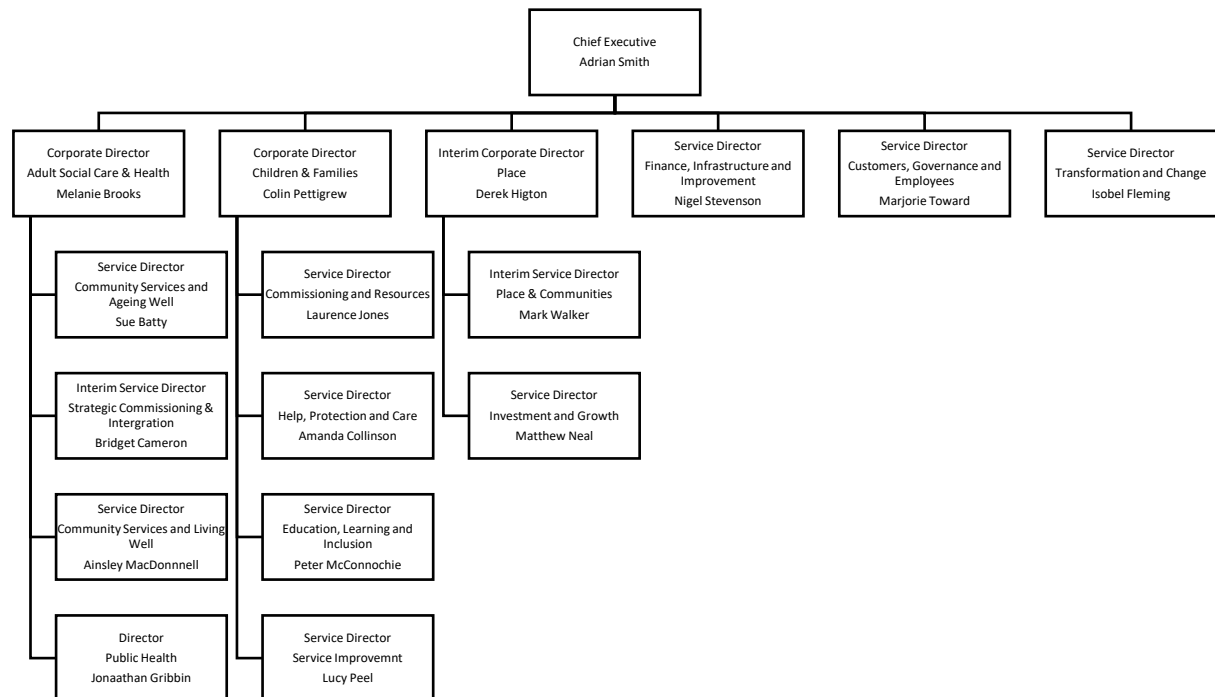 Chief Executive
Adrian Smith
Corporate Director
Adult Social Care & Health
Melanie Brooks
Corporate Director
Children & Families
Colin Pettigrew
Interim Corporate Director
Place
Derek Higton
Service Director
Finance, Infrastructure and
Improvement
Nigel Stevenson
Service Director
Customers, Governance and
Employees
Marjorie Toward
Service Director
Transformation and Change
Isobel Fleming
Service Director
Community Services and
Ageing Well
Sue Batty
Service Director
Commissioning and Resources
Laurence Jones
Interim Service Director
Place & Communities
Mark Walker
Interim Service Director
Strategic Commissioning &
Intergration
Bridget Cameron
Service Director
Help, Protection and Care
Amanda Collinson
Service Director
Investment and Growth
Matthew Neal
Service Director
Community Services and Living
Well
Ainsley MacDonnnell
Service Director
Education, Learning and
Inclusion
Peter McConnochie
Director
Public Health
Jonaathan Gribbin
Service Director
Service Improvemnt
Lucy Peel